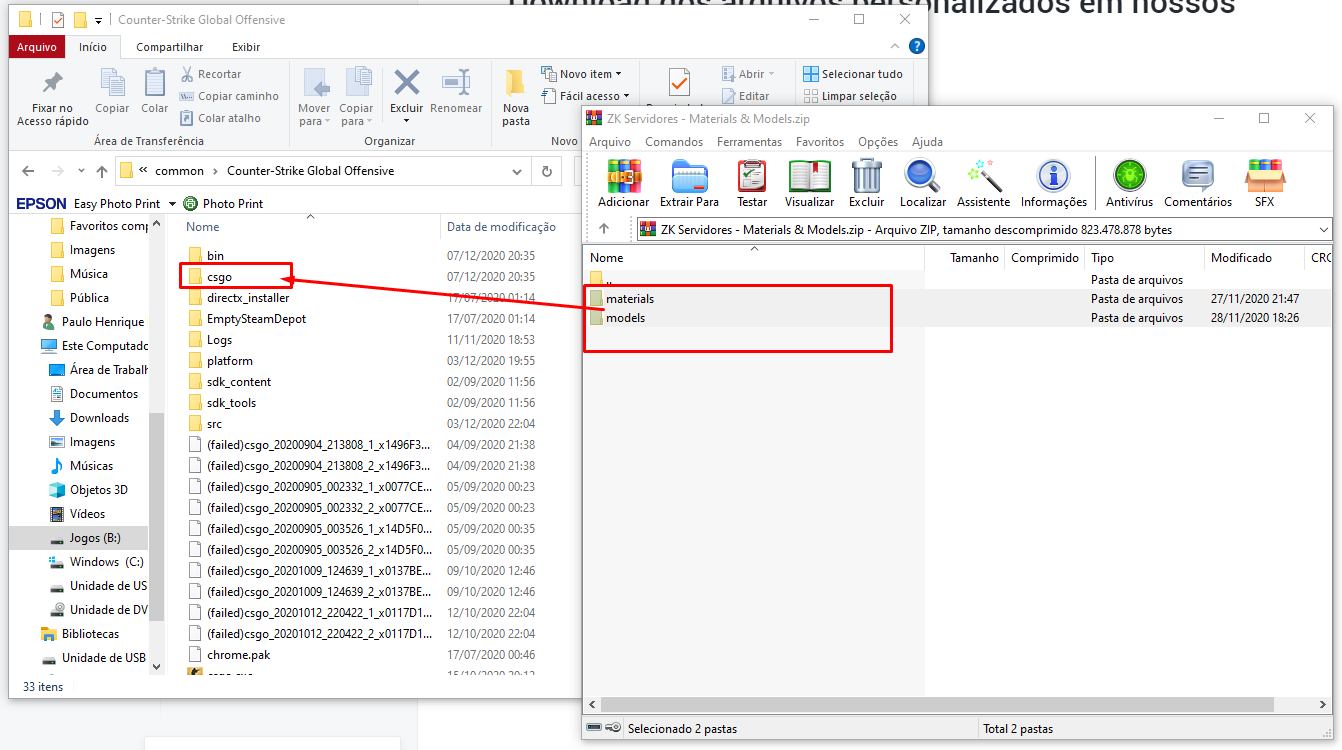 Download dos arquivos personalizados em nossos
Counter-Strike Global Offensive
Arquivo Início Compartilhar Exibir
Fixar no Acesso rápido
Copiar
Colar
Recortar
Copiar caminho
Colar atalho
Área de Transferência
Mover para
Copiar para
Excluir
Renomear
Organizar
Nova pasta
Novo item
Fácil acesso
Novo
Abrir
Editar
Selecionar tudo
Limpar seleção
« common > Counter-Strike Global Offensive
EPSON Easy Photo Print Photo Print
Favoritos comp
Imagens
Música
Pública
Paulo Henrique
Este Computado
Área de Trabalh
Documentos
Downloads
Imagens
Músicas
Objetos 3D
Vídeos
Jogos (B:)
Windows (C:)
Unidade de US
Unidade de DV
Bibliotecas
Unidade de USB
Nome Data de modificação
bin 07/12/2020 20:35
csgo 07/12/2020 20:35
directx_installer 17/07/2020 01:14
EmptySteamDepot 17/07/2020 01:14
Logs 11/11/2020 18:53
platform 03/12/2020 19:55
sdk_content 02/09/2020 11:56
sdk_tools 02/09/2020 11:56
src 03/12/2020 22:04
(failed)csgo_20200904_213808_1_x1496F3... 04/09/2020 21:38
(failed)csgo_20200904_213808_2_x1496F3... 04/09/2020 21:38
(failed)csgo_20200905_002332_1_x0077CE... 05/09/2020 00:23
(failed)csgo_20200905_002332_2_x0077CE... 05/09/2020 00:23
(failed)csgo_20200905_003526_1_x14D5F0... 05/09/2020 00:35
(failed)csgo_20200905_003526_2_x14D5F0... 05/09/2020 00:35
(failed)csgo_20201009_124639_1_x0137BE... 09/10/2020 12:46
(failed)csgo_20201009_124639_2_x0137BE... 09/10/2020 12:46
(failed)csgo_20201012_220422_1_x0117D1... 12/10/2020 22:04
(failed)csgo_20201012_220422_2_x0117D1... 12/10/2020 22:04
chrome.pak 17/07/2020 00:46
csgo.exe 15/10/2020 20:12
33 itens
ZK Servidores - Materials & Models.zip
Arquivo Comandos Ferramentas Favoritos Opções Ajuda
Adicionar Extrair Para Testar Visualizar Excluir Localizar Assistente Informações Antivírus Comentários SFX
ZK Servidores - Materials & Models.zip - Arquivo ZIP, tamanho descomprimido 823.478.878 bytes
Nome Tamanho Comprimido Tipo Modificado CRC
.. Pasta de arquivos
materials Pasta de arquivos 27/11/2020 21:47
models Pasta de arquivos 28/11/2020 18:26
Selecionado 2 pastas Total 2 pastas